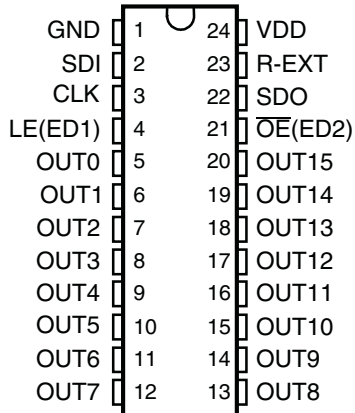 GND 1 24 VDD
SDI 2 23 R-EXT
CLK 3 22 SDO
LE(ED1) 4 21 O̅E̅(ED2)
OUT0 5 20 OUT15
OUT1 6 19 OUT14
OUT2 7 18 OUT13
OUT3 8 17 OUT12
OUT4 9 16 OUT11
OUT5 10 15 OUT10
OUT6 11 14 OUT9
OUT7 12 13 OUT8